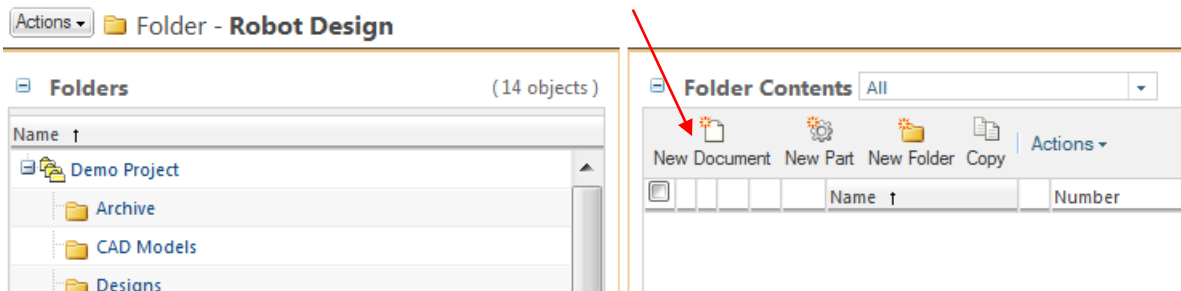 Actions Folder - Robot Design
Folders (14 objects)
Name ↑
Demo Project
Archive
CAD Models
Designs
Folder Contents All
New Document New Part New Folder Copy Actions
Name ↑ Number